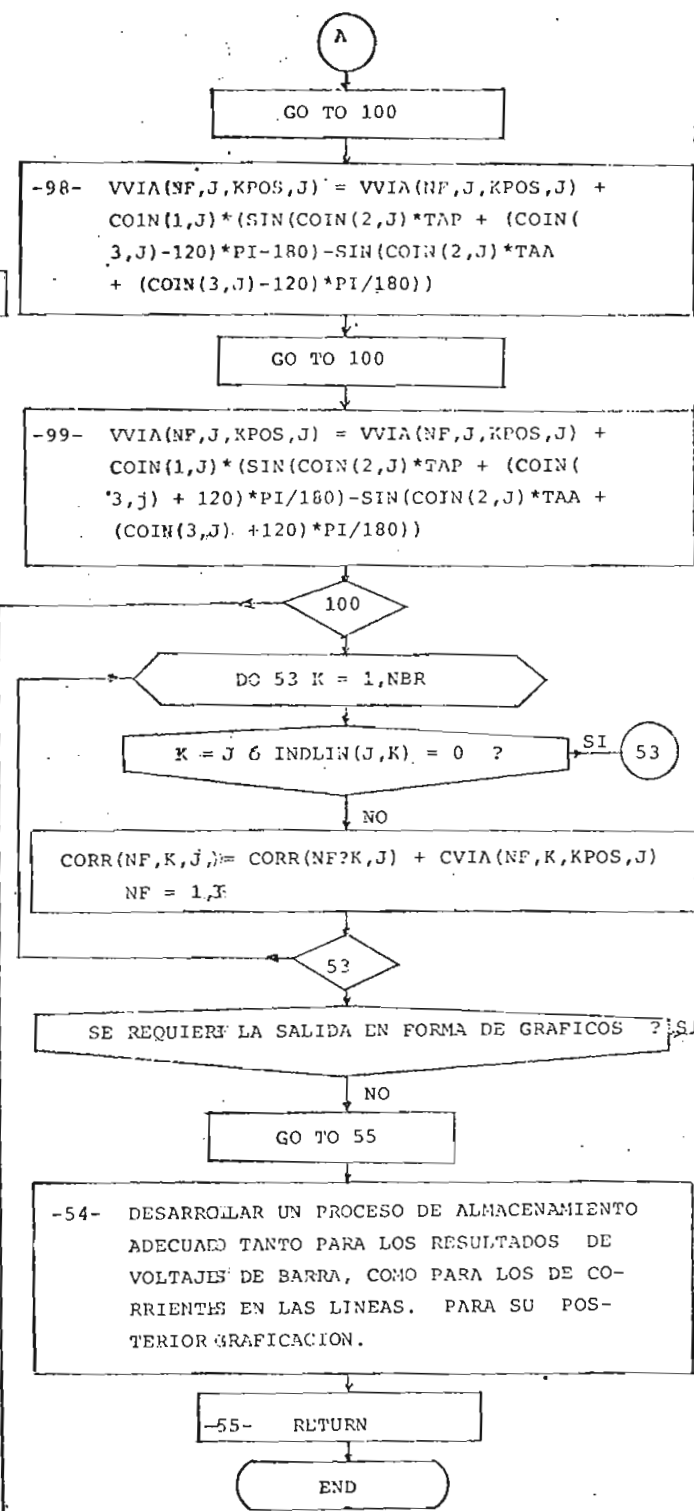 A
GO TO 100
-98- VVIA(NF,J,KPOS,J) = VVIA(NF,J,KPOS,J) +
COIN(1,J)*(SIN(COIN(2,J)*TAP + (COIN(
3,J)-120)*PI-180)-SIN(COIN(2,J)*TAA
+ (COIN(3,J)-120)*PI/180))
GO TO 100
-99- VVIA(NF,J,KPOS,J) = VVIA(NF,J,KPOS,J) +
COIN(1,J)*(SIN(COIN(2,J)*TAP + (COIN(
3,j) + 120)*PI/180)-SIN(COIN(2,J)*TAA +
(COIN(3,J) +120)*PI/180))
100
DO 53 K = 1,NBR
K = J ó INDLIN(J,K) = 0 ?
SI
53
NO
CORR(NF,K,J,)= CORR(NF?K,J) + CVIA(NF,K,KPOS,J)
NF = 1,3
53
SE REQUIERE LA SALIDA EN FORMA DE GRAFICOS ?
SI
NO
GO TO 55
-54- DESARROLLAR UN PROCESO DE ALMACENAMIENTO
ADECUADO TANTO PARA LOS RESULTADOS DE
VOLTAJES DE BARRA, COMO PARA LOS DE CO-
RRIENTES EN LAS LINEAS. PARA SU POS-
TERIOR GRAFICACION.
-55- RETURN
END